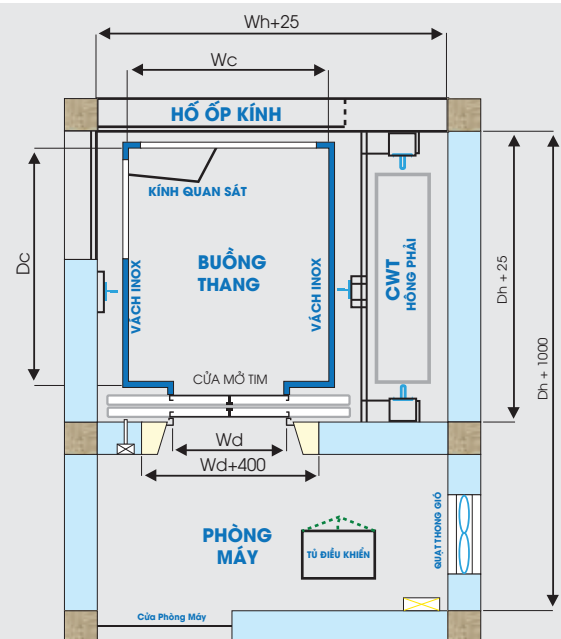 Wh+25
Wc
HỐ ỐP KÍNH
KÍNH QUAN SÁT
Dc
BUỒNG
THANG
VÁCH INOX
VÁCH INOX
CWT
HÔNG PHẢI
Dh + 25
Dh + 1000
CỬA MỞ TIM
Wd
Wd+400
PHÒNG
MÁY
TỦ ĐIỀU KHIỂN
QUẠT THONG GIÓ
Cửa Phòng Máy